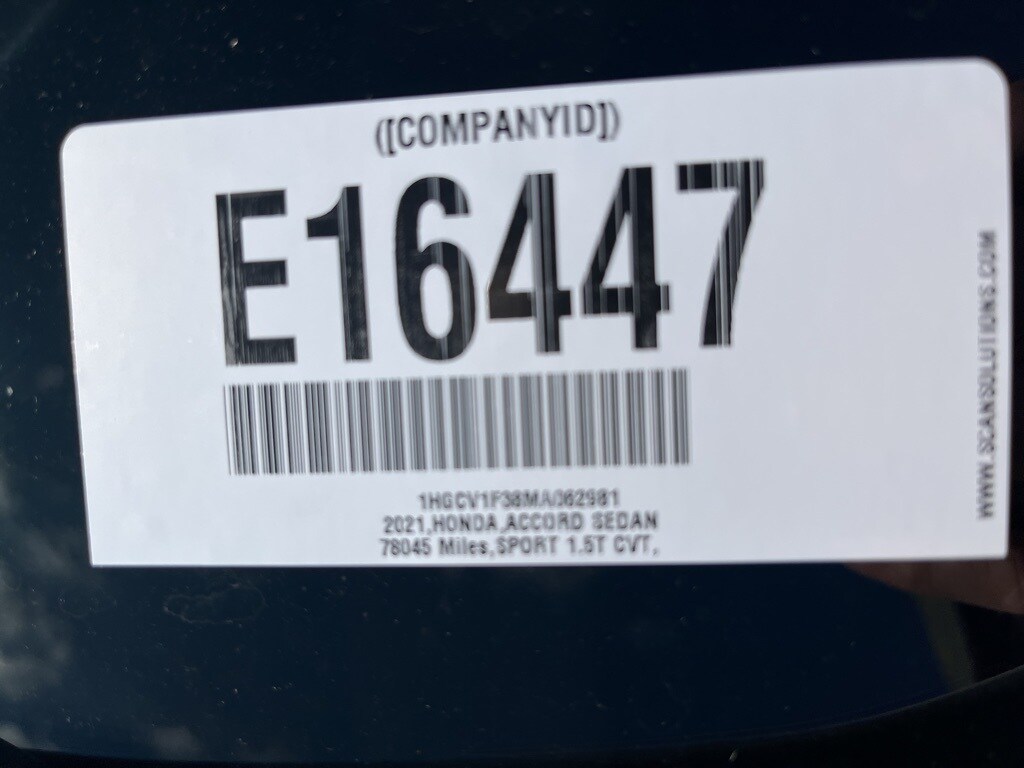 ([COMPANYID])
E16447
1HGCV1F38MA062981
2021,HONDA,ACCORD SEDAN
78045 Miles,SPORT 1.5T CVT,
WWW.SCANSOLUTIONS.COM